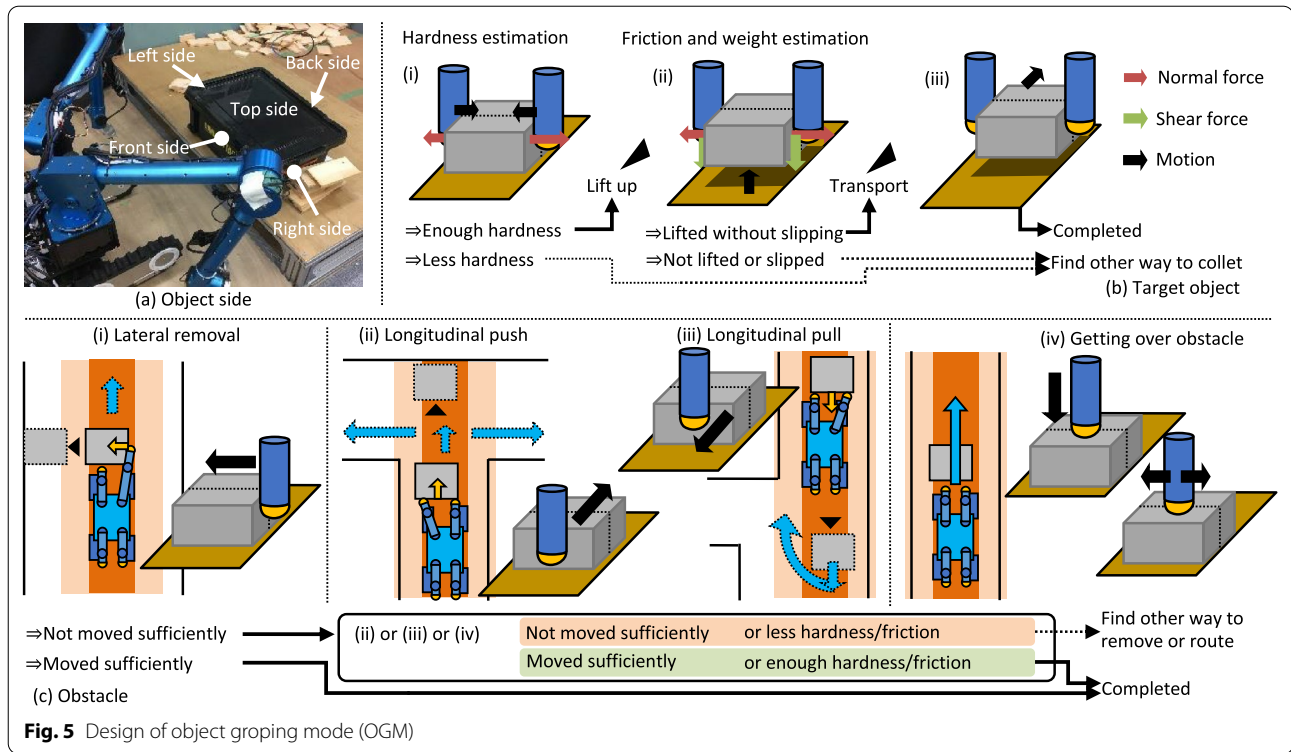 Left side
Back side
Top side
Front side
Right side
(a) Object side
Hardness estimation
Friction and weight estimation
(i)
(ii)
(iii)
Normal force
Shear force
Motion
Lift up
Transport
⇒Enough hardness
⇒Lifted without slipping
Completed
⇒Less hardness
⇒Not lifted or slipped
Find other way to collet
(b) Target object
(i) Lateral removal
(ii) Longitudinal push
(iii) Longitudinal pull
(iv) Getting over obstacle
⇒Not moved sufficiently
(ii) or (iii) or (iv)
Not moved sufficiently or less hardness/friction
Find other way to
remove or route
⇒Moved sufficiently
Moved sufficiently or enough hardness/friction
Completed
(c) Obstacle
Fig. 5 Design of object groping mode (OGM)